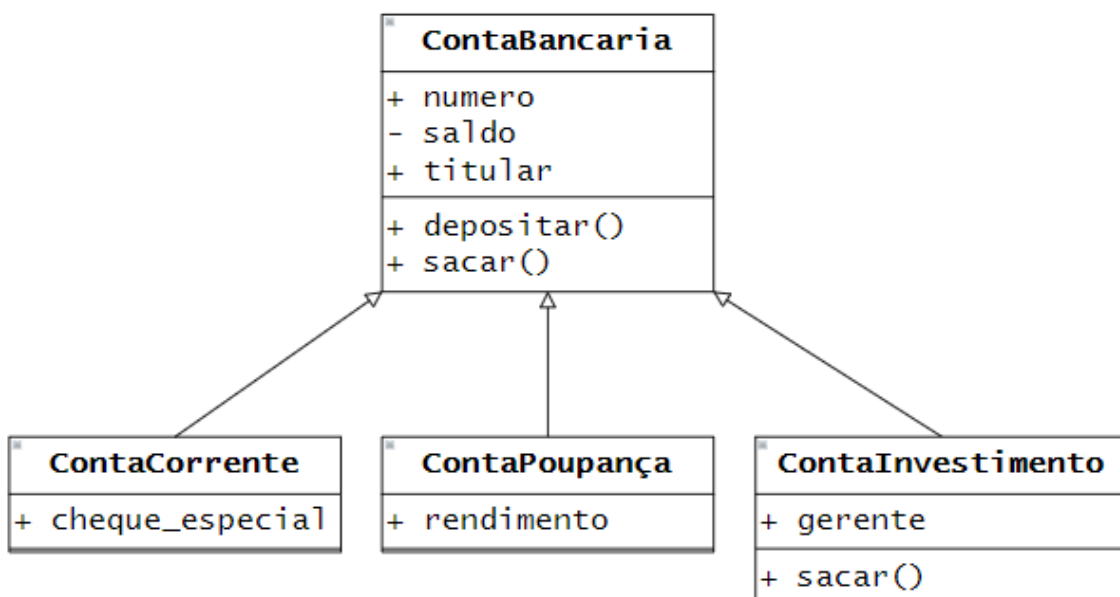 ContaBancaria
+ numero
- saldo
+ titular
+ depositar()
+ sacar()
ContaCorrente
+ cheque_especial
ContaPoupança
+ rendimento
ContaInvestimento
+ gerente
+ sacar()